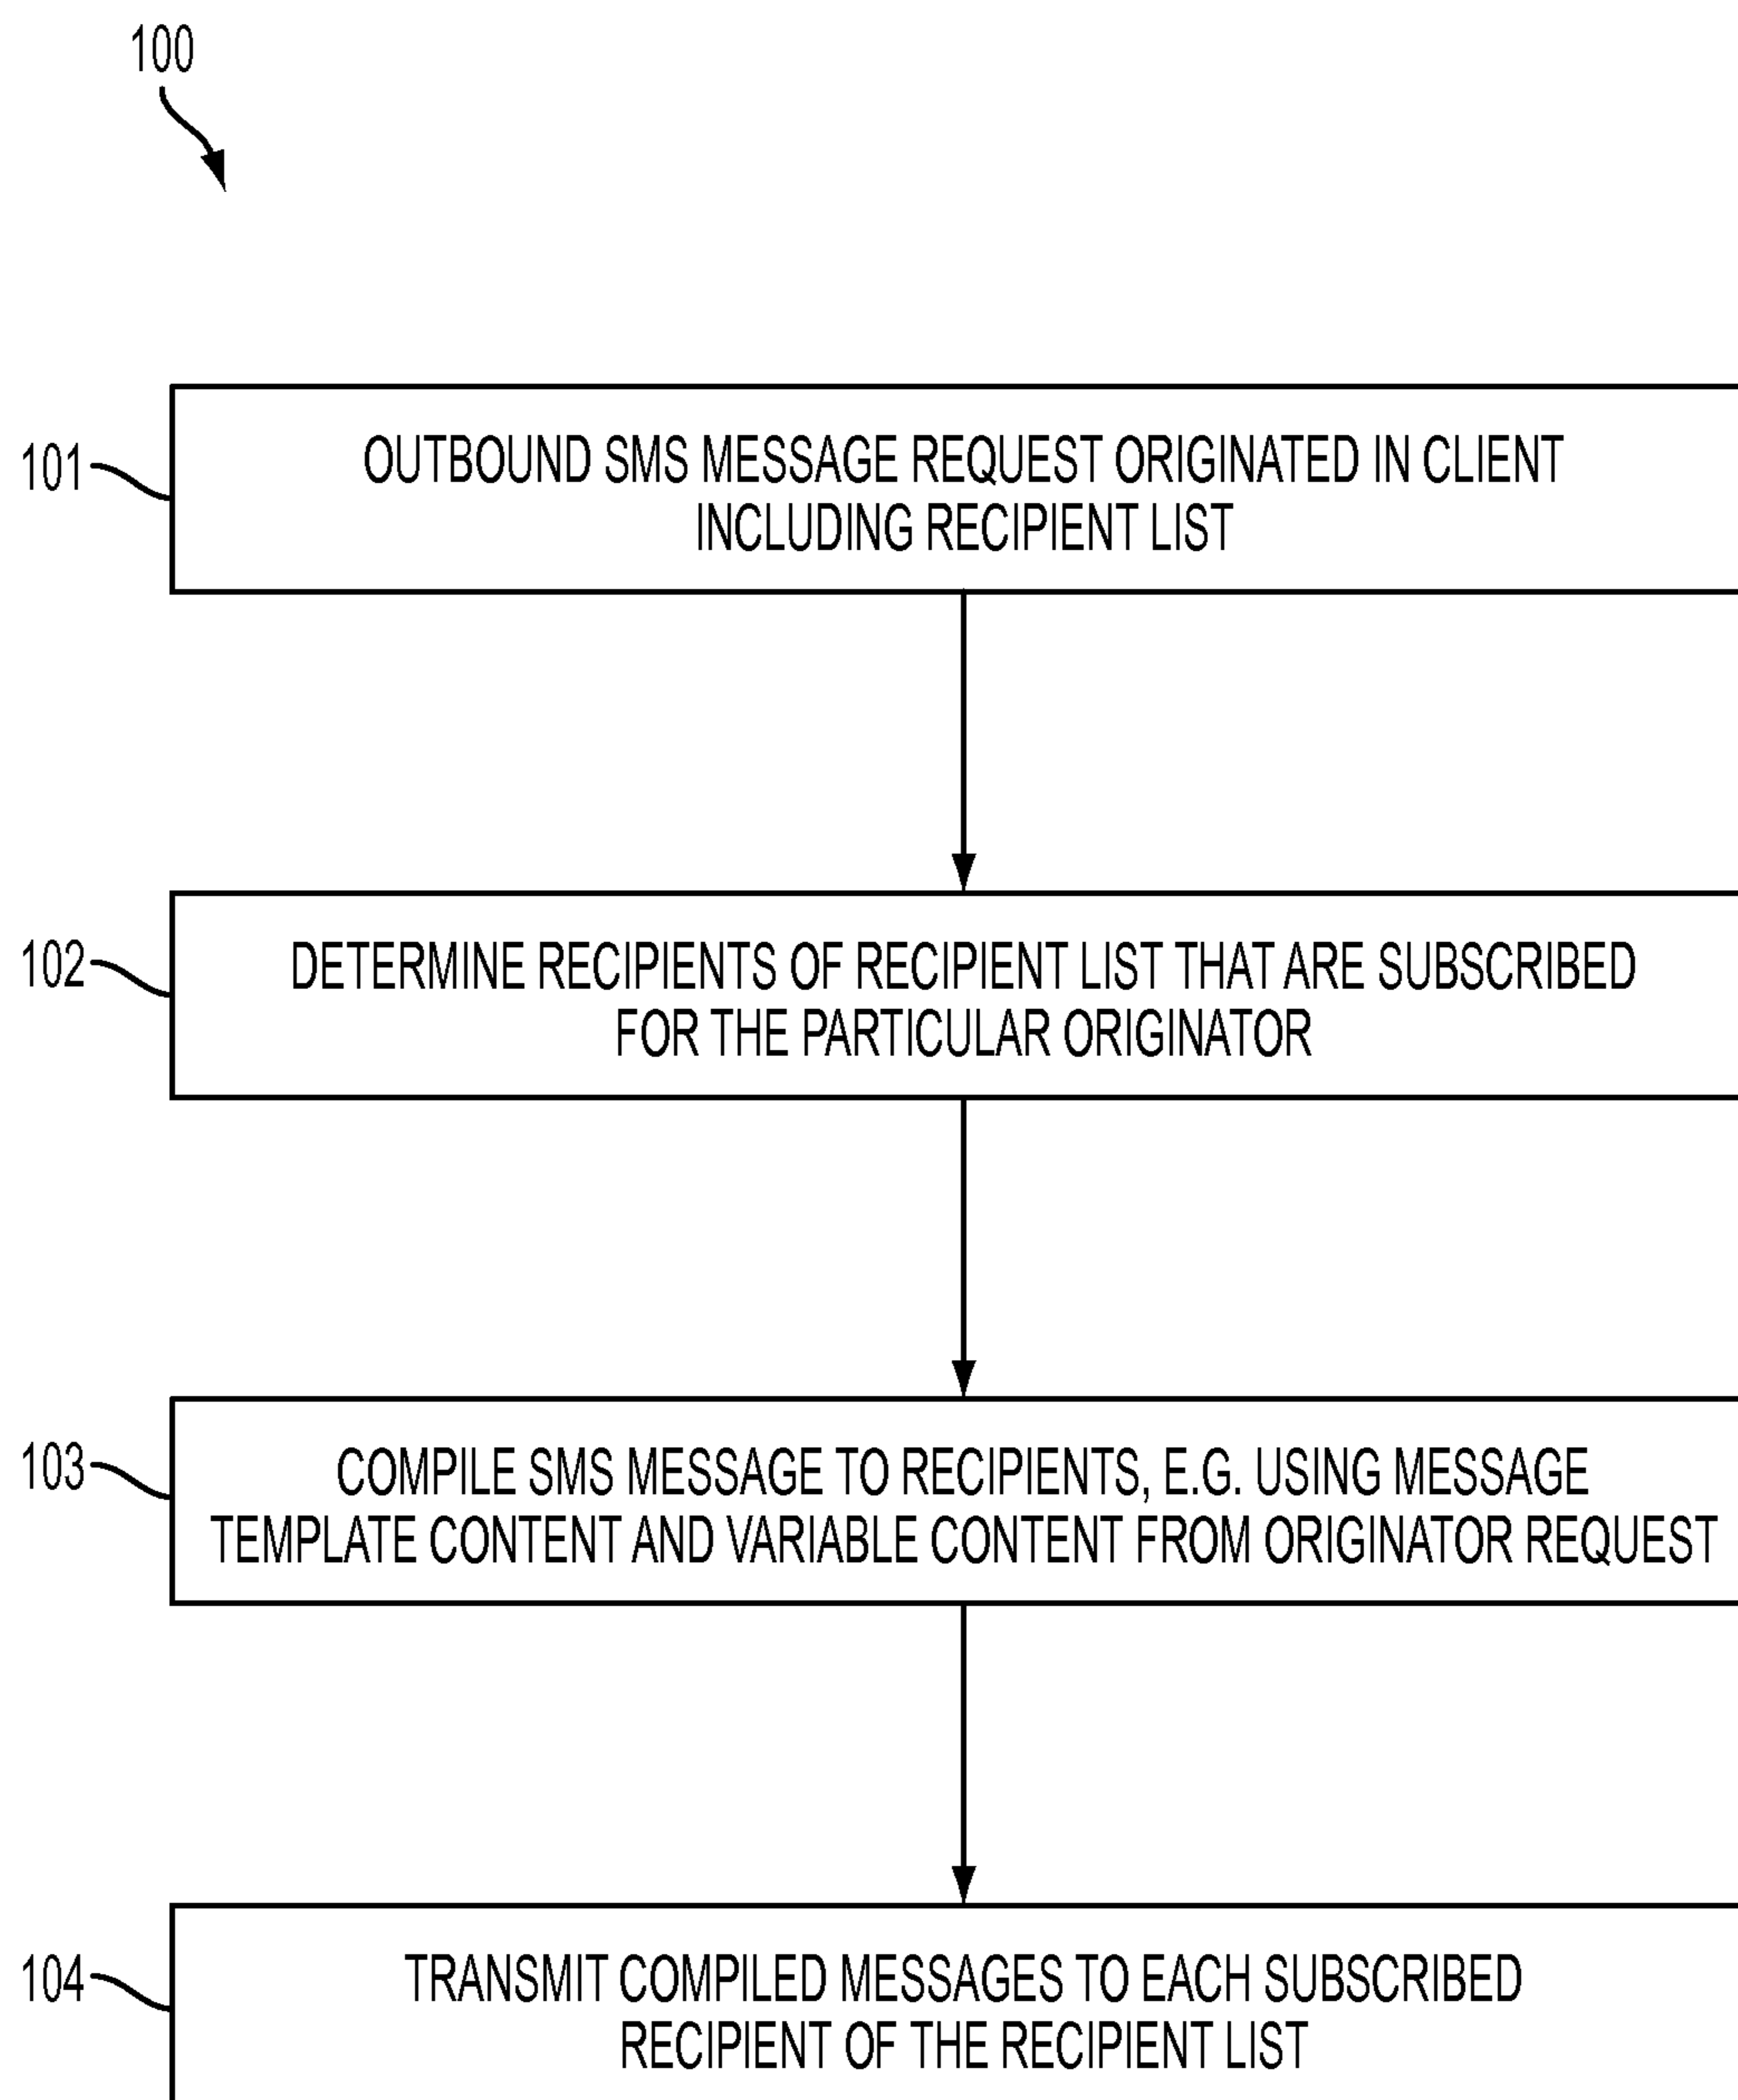 100
101
OUTBOUND SMS MESSAGE REQUEST ORIGINATED IN CLIENT
INCLUDING RECIPIENT LIST
102
DETERMINE RECIPIENTS OF RECIPIENT LIST THAT ARE SUBSCRIBED
FOR THE PARTICULAR ORIGINATOR
103
COMPILE SMS MESSAGE TO RECIPIENTS, E.G. USING MESSAGE
TEMPLATE CONTENT AND VARIABLE CONTENT FROM ORIGINATOR REQUEST
104
TRANSMIT COMPILED MESSAGES TO EACH SUBSCRIBED
RECIPIENT OF THE RECIPIENT LIST